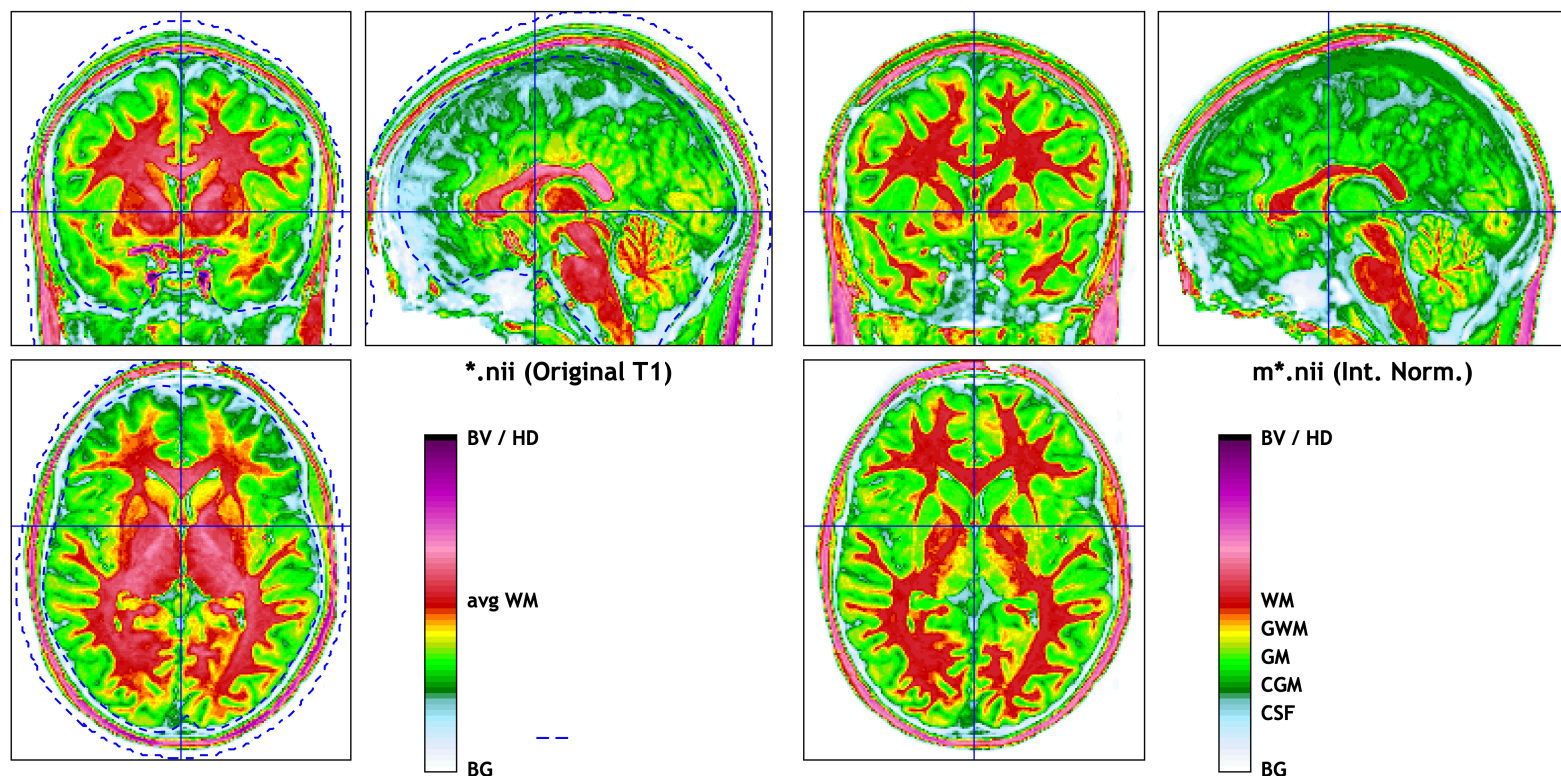 *.nii (Original T1)
BV / HD
avg WM
BG
m*.nii (Int. Norm.)
BV / HD
WM
GWM
GM
CGM
CSF
BG